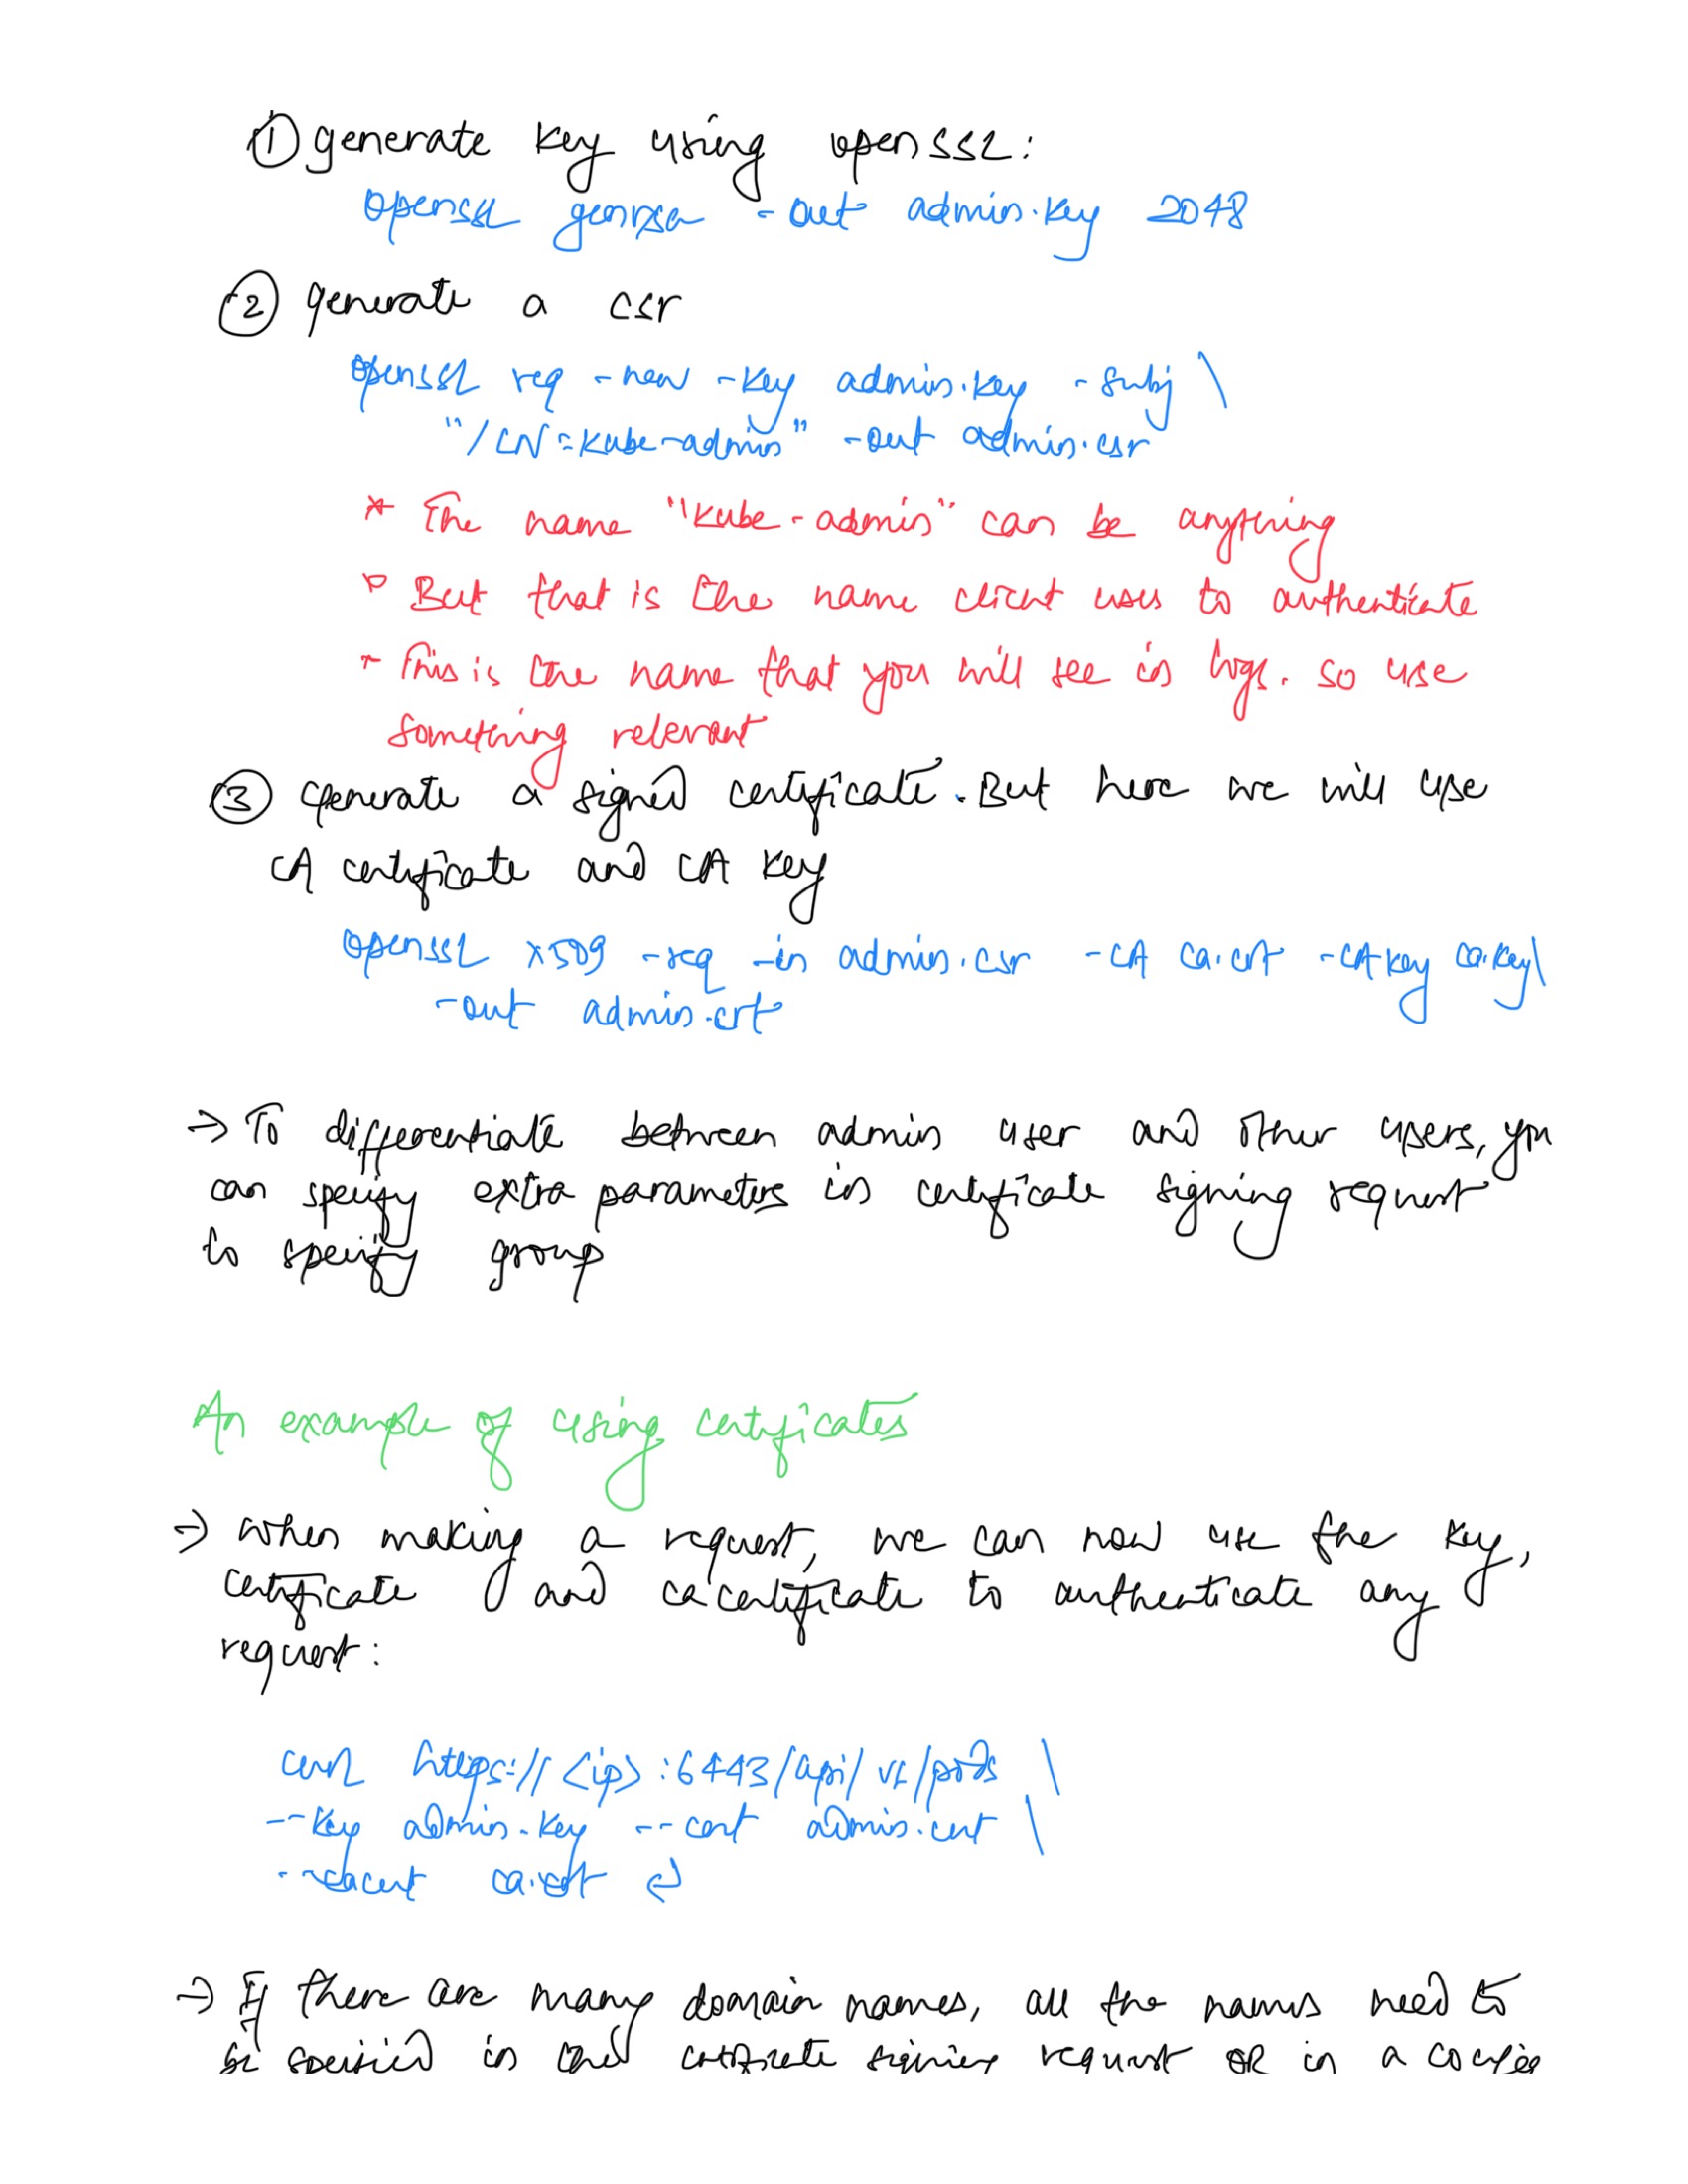 ① generate key using openSSL:
openssl genrsa -out admin.key 2048
② generate a csr
openssl req -new -key admin.key -subj \
"/CN=kube-admin" -out admin.csr
* The name "kube-admin" can be anything
* But that is the name client uses to authenticate
* This is the name that you will see in logs. so use
something relevant
③ generate a signed certificate. But here we will use
CA certificate and CA key
openssl x509 -req -in admin.csr -CA ca.crt -CAkey ca.key \
-out admin.crt
→ To differentiate between admin user and other users, you
can specify extra parameters in certificate signing request
to specify group
An example of using certificates
→ when making a request, we can now use the key,
certificate and ca certificate to authenticate any
request:
curl https://<ip>:6443/api/v1/pods \
--key admin.key --cert admin.cert \
--cacert ca.crt ↵
→ If there are many domain names, all the names need to
be specified in the certificate signing request OR in a config